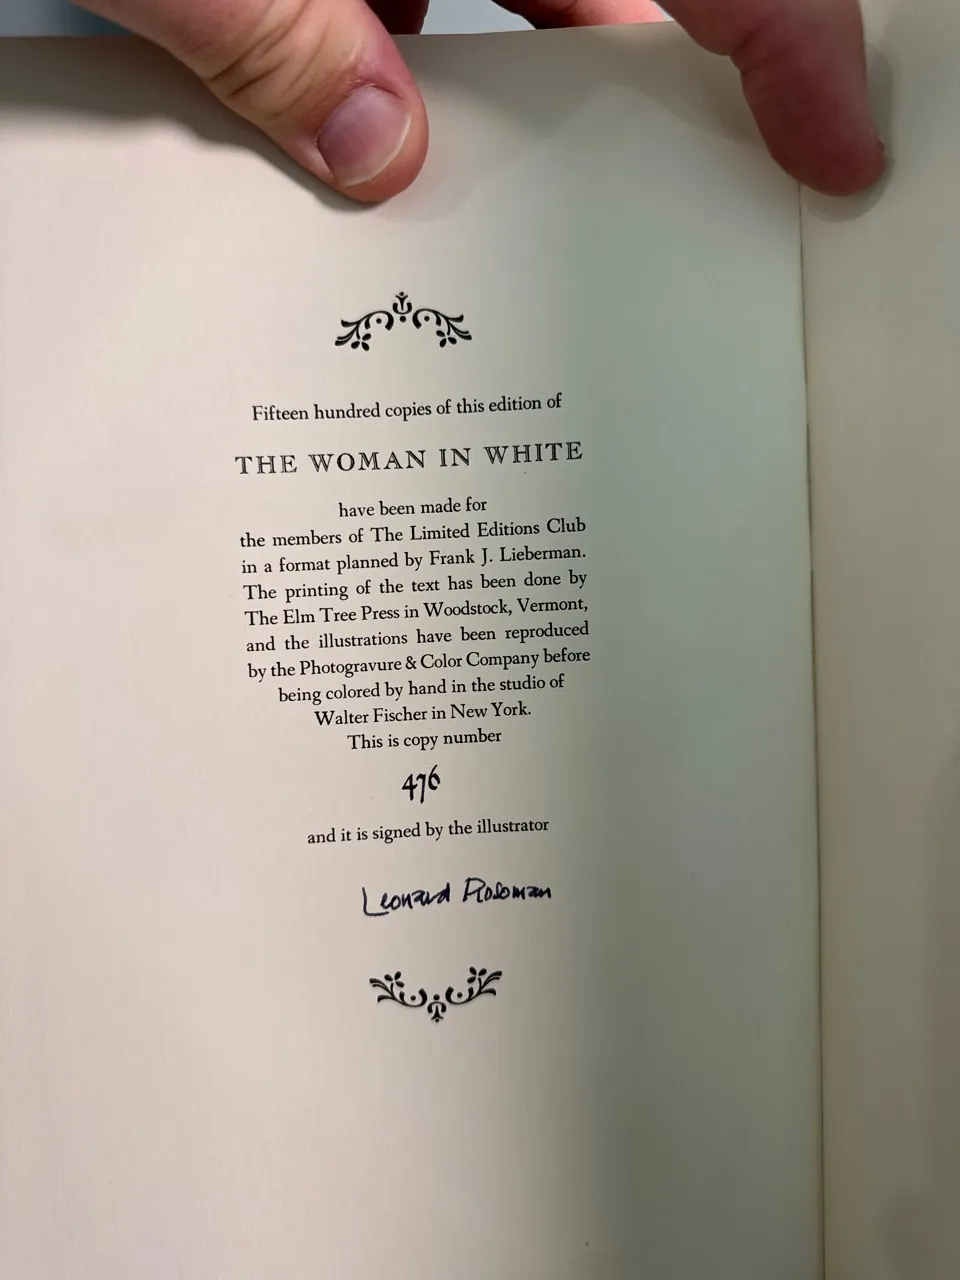 Fifteen hundred copies of this edition of
THE WOMAN IN WHITE
have been made for
the members of The Limited Editions Club
in a format planned by Frank J. Lieberman.
The printing of the text has been done by
The Elm Tree Press in Woodstock, Vermont,
and the illustrations have been reproduced
by the Photogravure & Color Company before
being colored by hand in the studio of
Walter Fischer in New York.
This is copy number
476
and it is signed by the illustrator
Leonard Rosoman